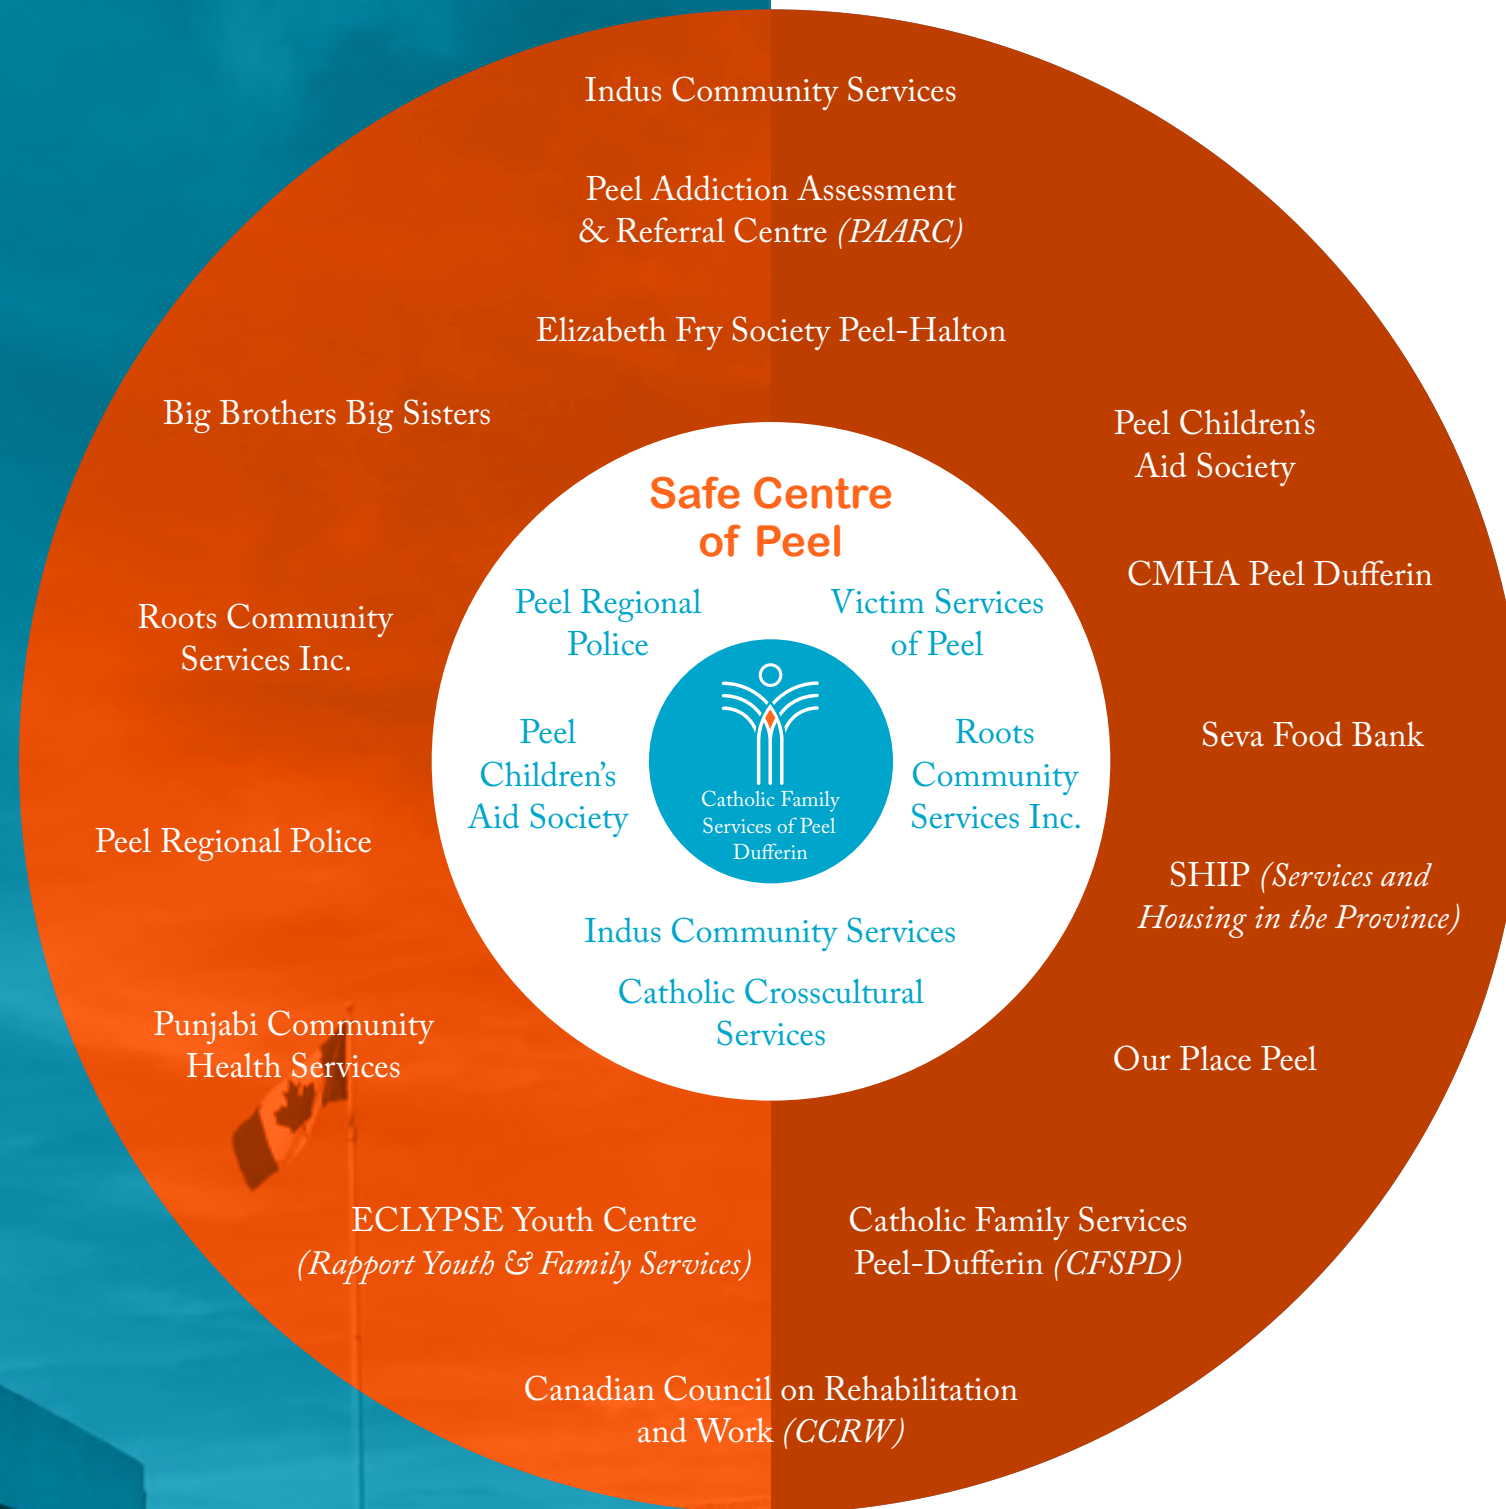 Indus Community Services
Peel Addiction Assessment
& Referral Centre (PAARC)
Elizabeth Fry Society Peel-Halton
Big Brothers Big Sisters
Peel Children’s
Aid Society
Safe Centre
of Peel
CMHA Peel Dufferin
Peel Regional
Police
Victim Services
of Peel
Roots Community
Services Inc.
Peel
Children’s
Aid Society
Roots
Community
Services Inc.
Seva Food Bank
Catholic Family
Services of Peel
Dufferin
Peel Regional Police
SHIP (Services and
Housing in the Province)
Indus Community Services
Catholic Crosscultural
Services
Punjabi Community
Health Services
Our Place Peel
ECLYPSE Youth Centre
(Rapport Youth & Family Services)
Catholic Family Services
Peel-Dufferin (CFSPD)
Canadian Council on Rehabilitation
and Work (CCRW)